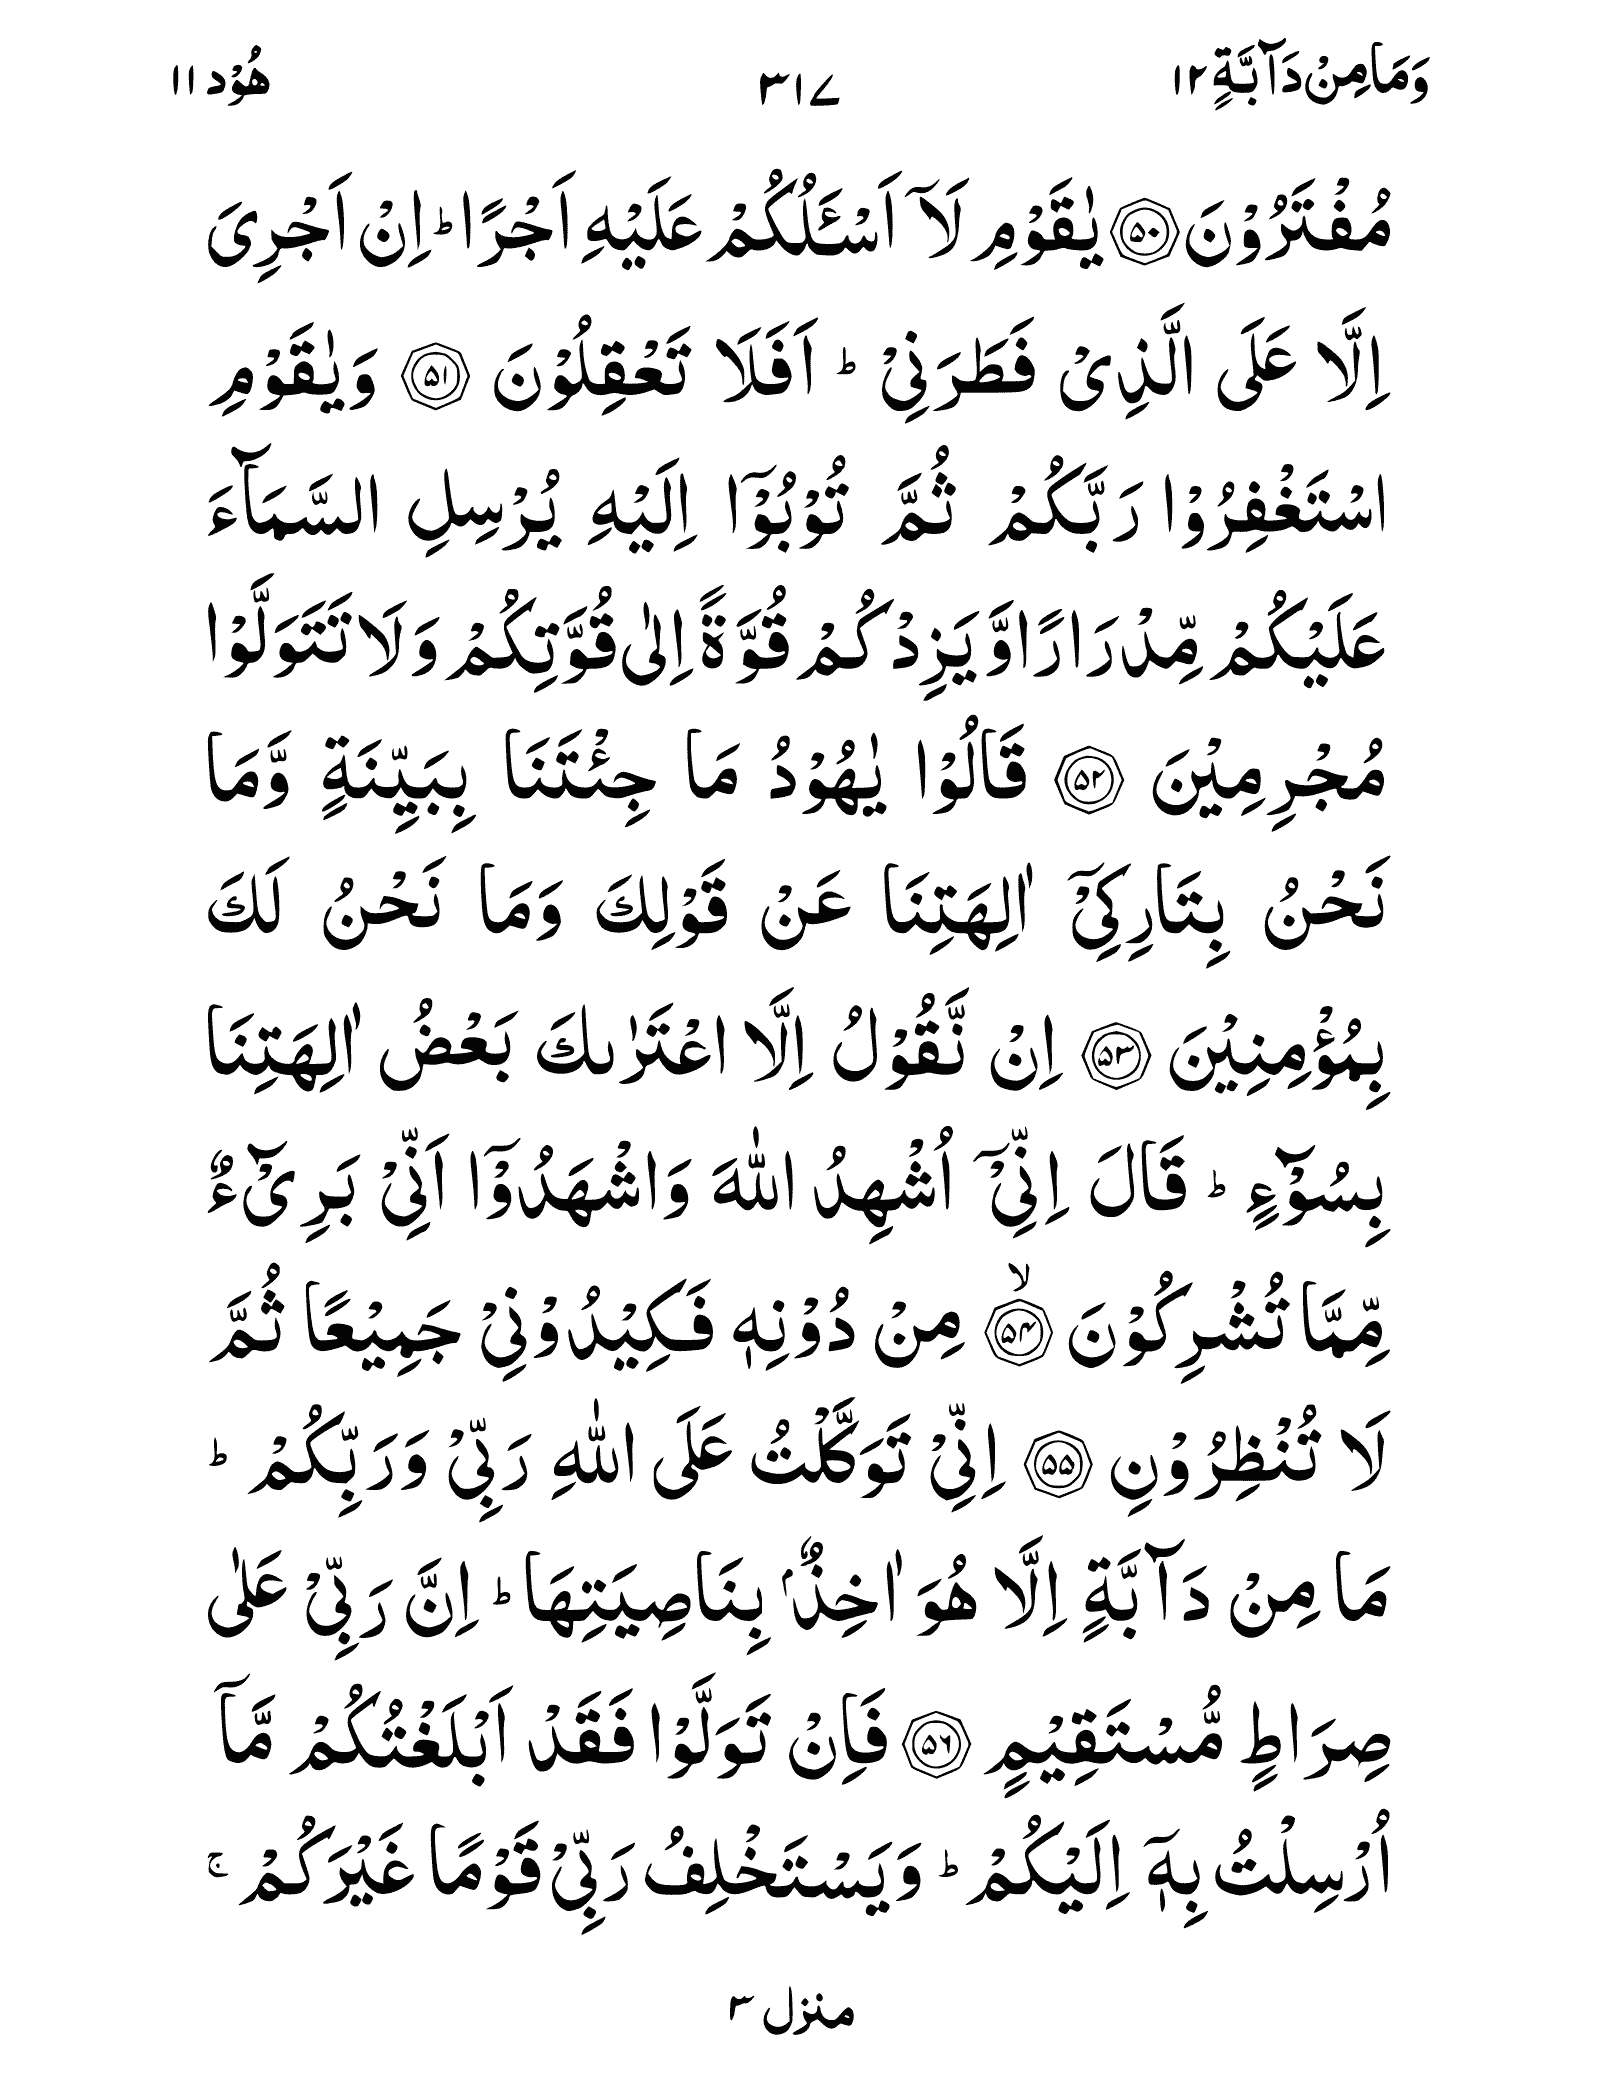 وَمَا مِنْ دَآبَّةٍ ١٢ ٣١٧ هُوْد ١١
مُفْتَرُوْنَ ۝٥٠ يٰقَوْمِ لَاۤ اَسْـَٔلُكُمْ عَلَيْهِ اَجْرًا ؕ اِنْ اَجْرِىَ
اِلَّا عَلَى الَّذِىْ فَطَرَنِىْ ؕ اَفَلَا تَعْقِلُوْنَ ۝٥١ وَيٰقَوْمِ
اسْتَغْفِرُوْا رَبَّكُمْ ثُمَّ تُوْبُوْۤا اِلَيْهِ يُرْسِلِ السَّمَآءَ
عَلَيْكُمْ مِّدْرَارًا وَّيَزِدْكُمْ قُوَّةً اِلٰى قُوَّتِكُمْ وَلَا تَتَوَلَّوْا
مُجْرِمِيْنَ ۝٥٢ قَالُوْا يٰهُوْدُ مَا جِئْتَنَا بِبَيِّنَةٍ وَّمَا
نَحْنُ بِتَارِكِىْۤ اٰلِهَتِنَا عَنْ قَوْلِكَ وَمَا نَحْنُ لَكَ
بِمُؤْمِنِيْنَ ۝٥٣ اِنْ نَّقُوْلُ اِلَّا اعْتَرٰىكَ بَعْضُ اٰلِهَتِنَا
بِسُوْٓءٍ ؕ قَالَ اِنِّىْۤ اُشْهِدُ اللّٰهَ وَاشْهَدُوْۤا اَنِّىْ بَرِىْٓءٌ
مِّمَّا تُشْرِكُوْنَ ۝٥٤ ۙ مِنْ دُوْنِهٖ فَكِيْدُوْنِىْ جَمِيْعًا ثُمَّ
لَا تُنْظِرُوْنِ ۝٥٥ اِنِّىْ تَوَكَّلْتُ عَلَى اللّٰهِ رَبِّىْ وَرَبِّكُمْ ؕ
مَا مِنْ دَآبَّةٍ اِلَّا هُوَ اٰخِذٌۢ بِنَاصِيَتِهَا ؕ اِنَّ رَبِّىْ عَلٰى
صِرَاطٍ مُّسْتَقِيْمٍ ۝٥٦ فَاِنْ تَوَلَّوْا فَقَدْ اَبْلَغْتُكُمْ مَّاۤ
اُرْسِلْتُ بِهٖۤ اِلَيْكُمْ ؕ وَيَسْتَخْلِفُ رَبِّىْ قَوْمًا غَيْرَكُمْ ۚ
منزل ٣